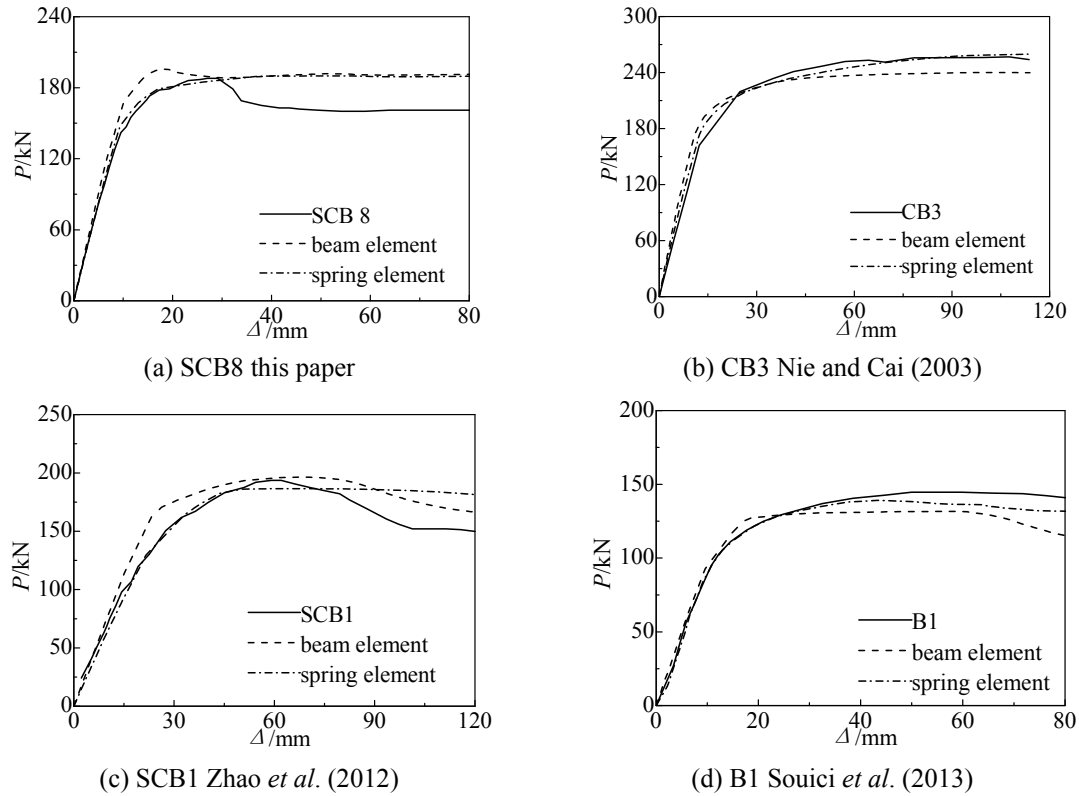 240
180
120
60
0
P/kN
SCB 8
beam element
spring element
0 10 20 30 40 50 60 70 80
Δ/mm
(a) SCB8 this paper
300
240
180
120
60
0
P/kN
CB3
beam element
spring element
0 30 60 90 120
Δ/mm
(b) CB3 Nie and Cai (2003)
250
200
150
100
50
0
P/kN
SCB1
beam element
spring element
0 30 60 90 120
Δ/mm
(c) SCB1 Zhao et al. (2012)
200
150
100
50
0
P/kN
B1
beam element
spring element
0 20 40 60 80
Δ/mm
(d) B1 Souici et al. (2013)